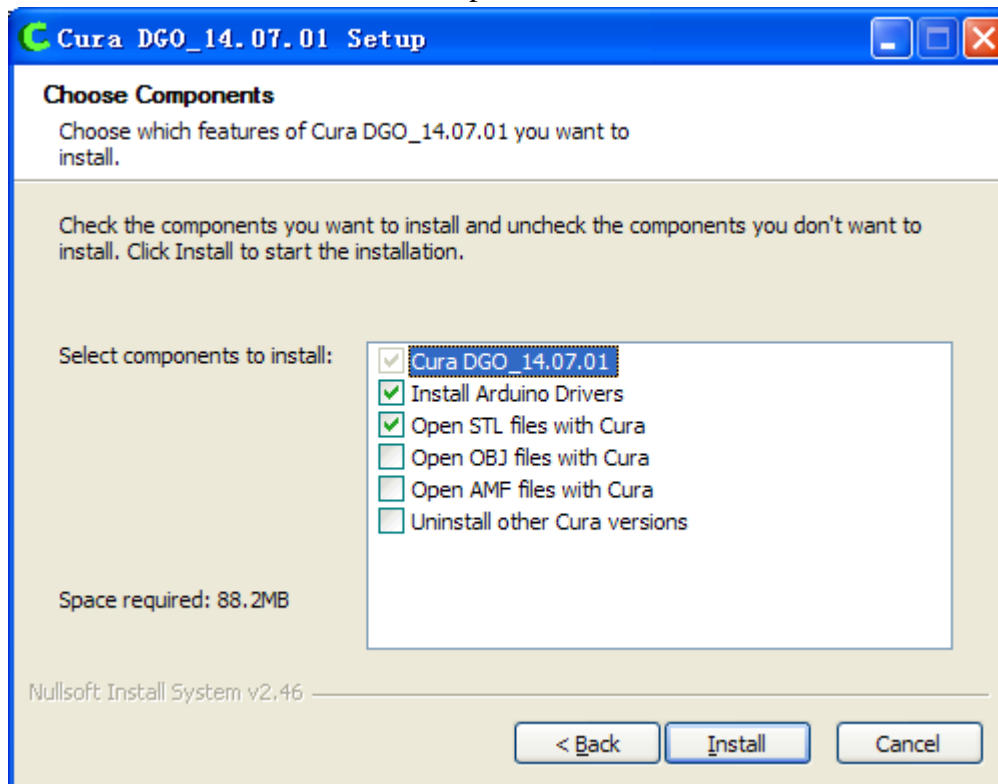 Cura DGO_14.07.01 Setup
Choose Components
Choose which features of Cura DGO_14.07.01 you want to
install.
Check the components you want to install and uncheck the components you don't want to
install. Click Install to start the installation.
Select components to install:
Cura DGO_14.07.01
Install Arduino Drivers
Open STL files with Cura
Open OBJ files with Cura
Open AMF files with Cura
Uninstall other Cura versions
Space required: 88.2MB
Nullsoft Install System v2.46
< Back Install Cancel